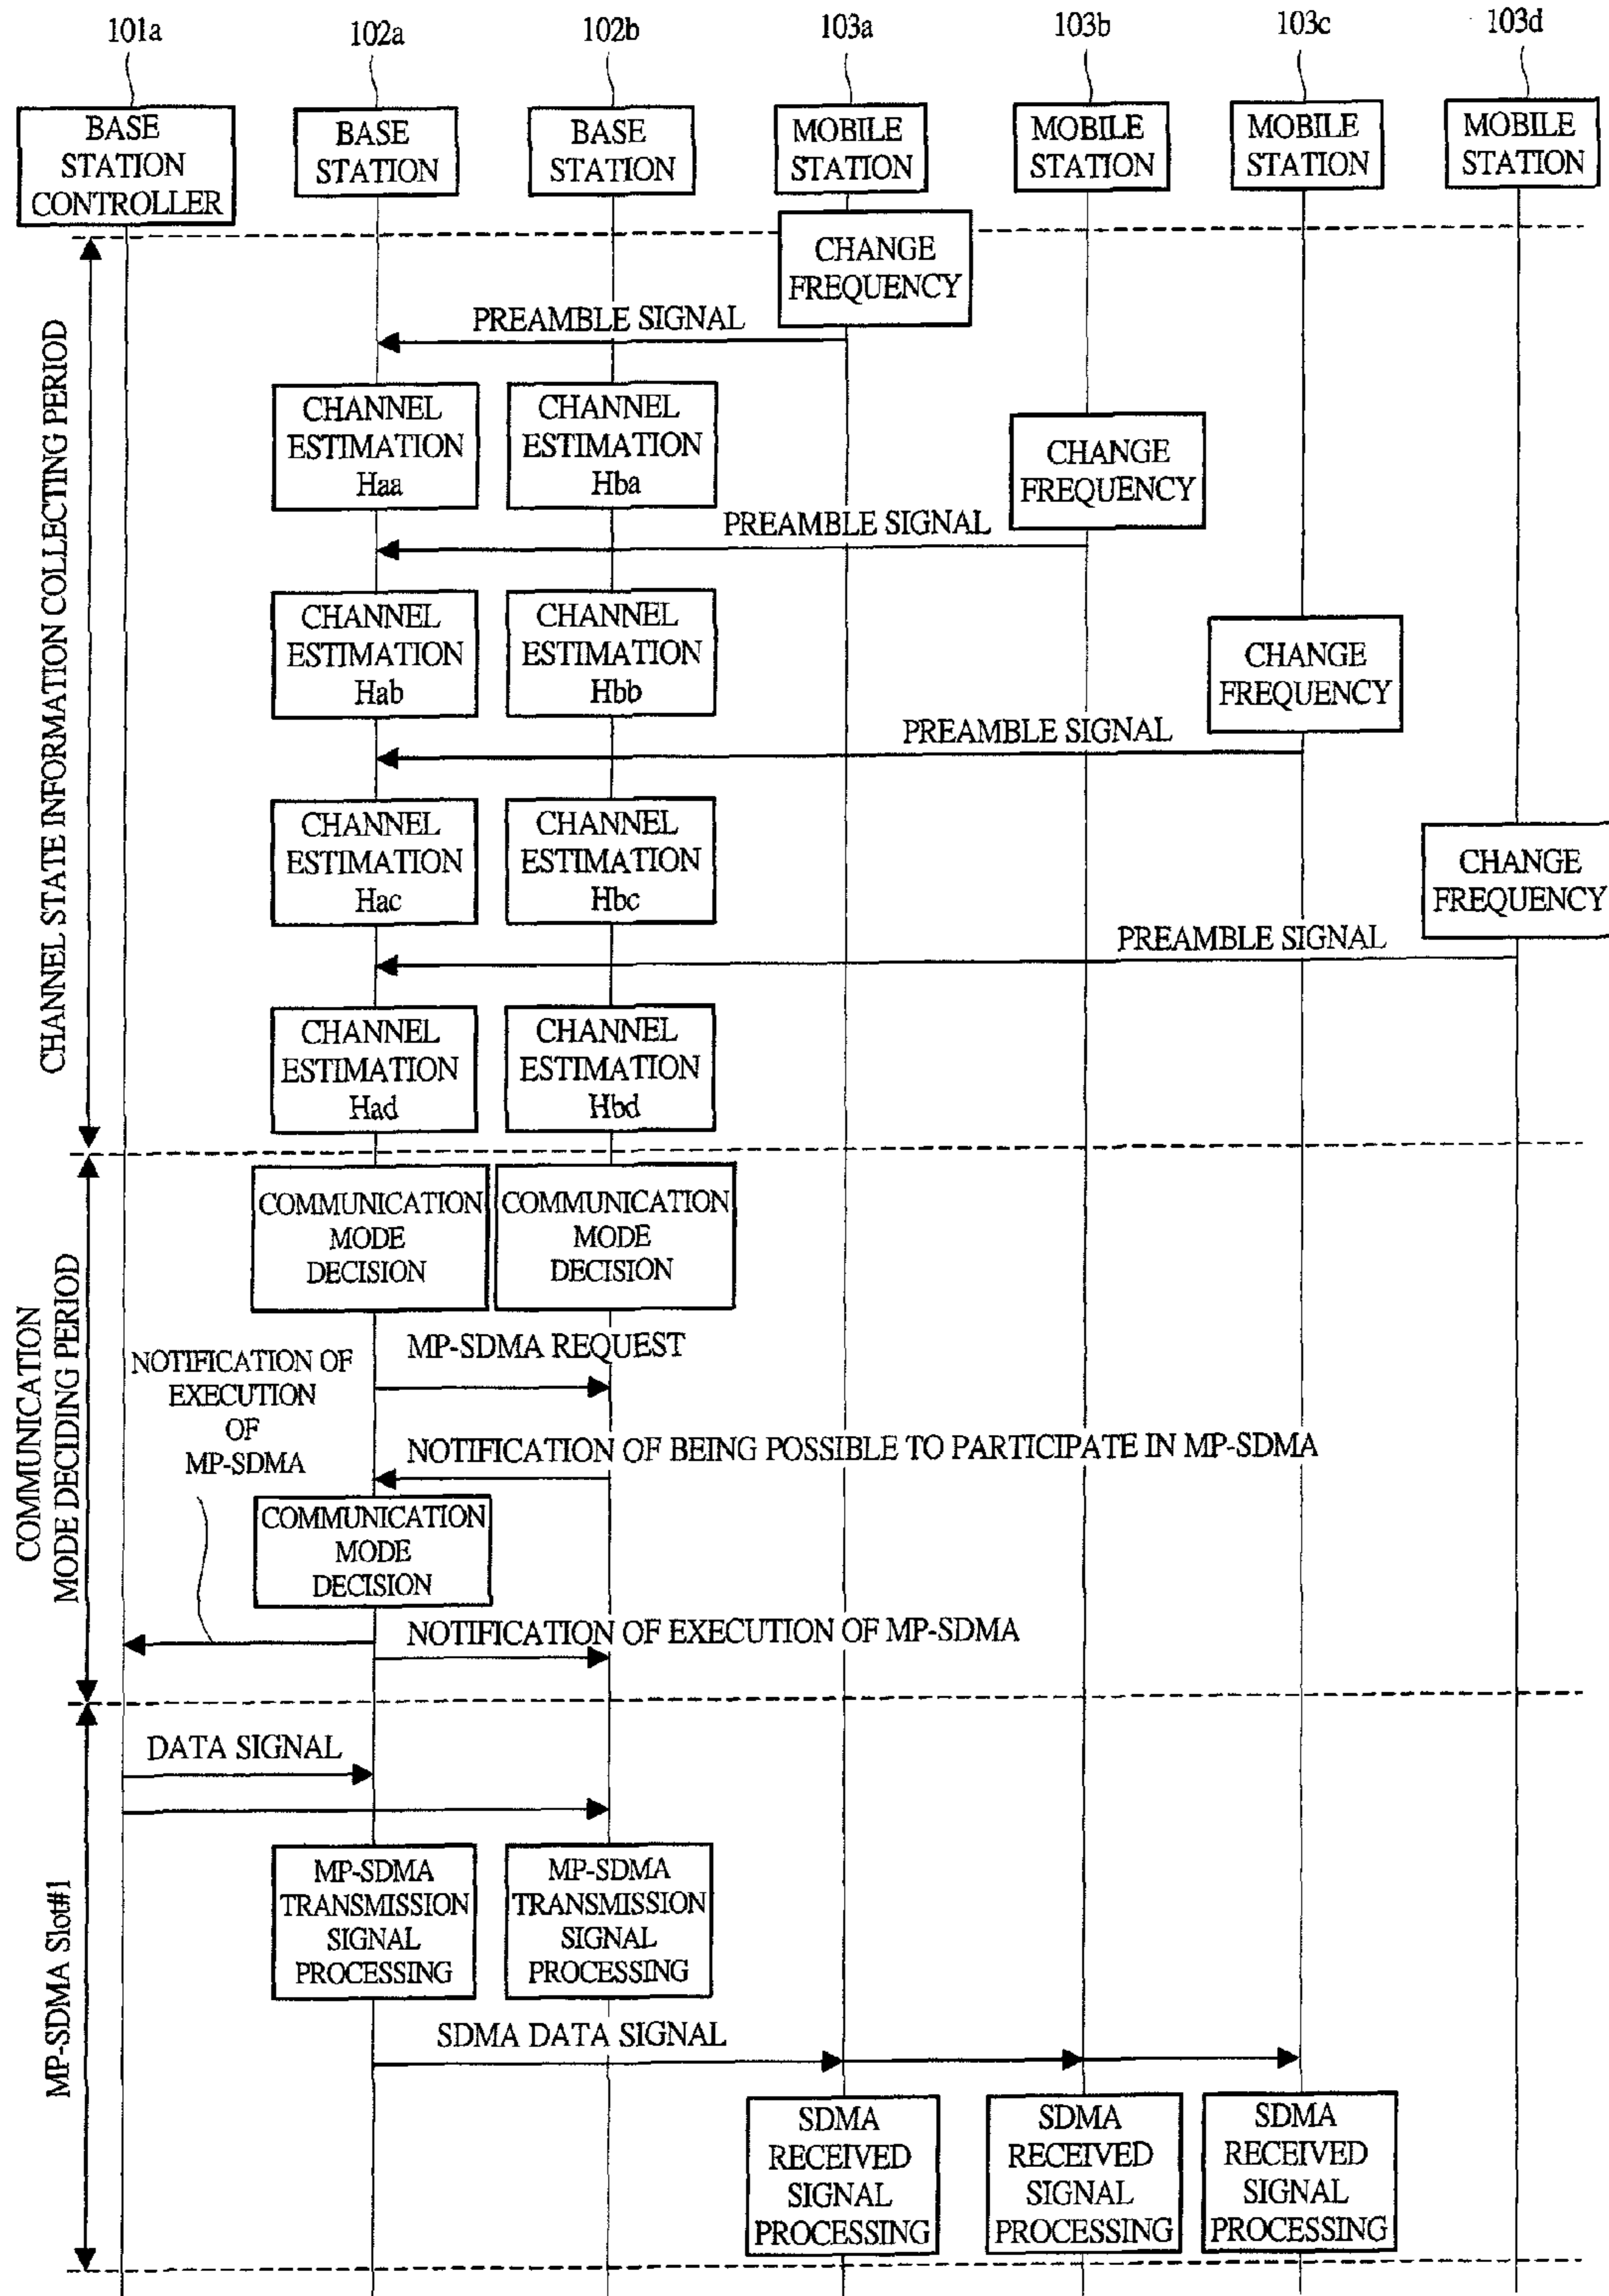 101a
102a
102b
103a
103b
103c
103d
BASE
STATION
CONTROLLER
BASE
STATION
BASE
STATION
MOBILE
STATION
MOBILE
STATION
MOBILE
STATION
MOBILE
STATION
CHANNEL STATE INFORMATION COLLECTING PERIOD
CHANGE
FREQUENCY
PREAMBLE SIGNAL
CHANNEL
ESTIMATION
Haa
CHANNEL
ESTIMATION
Hba
CHANGE
FREQUENCY
PREAMBLE SIGNAL
CHANNEL
ESTIMATION
Hab
CHANNEL
ESTIMATION
Hbb
CHANGE
FREQUENCY
PREAMBLE SIGNAL
CHANNEL
ESTIMATION
Hac
CHANNEL
ESTIMATION
Hbc
CHANGE
FREQUENCY
PREAMBLE SIGNAL
CHANNEL
ESTIMATION
Had
CHANNEL
ESTIMATION
Hbd
COMMUNICATION
MODE DECIDING PERIOD
COMMUNICATION
MODE
DECISION
COMMUNICATION
MODE
DECISION
MP-SDMA REQUEST
NOTIFICATION OF
EXECUTION
OF
MP-SDMA
NOTIFICATION OF BEING POSSIBLE TO PARTICIPATE IN MP-SDMA
COMMUNICATION
MODE
DECISION
NOTIFICATION OF EXECUTION OF MP-SDMA
MP-SDMA Slot#1
DATA SIGNAL
MP-SDMA
TRANSMISSION
SIGNAL
PROCESSING
MP-SDMA
TRANSMISSION
SIGNAL
PROCESSING
SDMA DATA SIGNAL
SDMA
RECEIVED
SIGNAL
PROCESSING
SDMA
RECEIVED
SIGNAL
PROCESSING
SDMA
RECEIVED
SIGNAL
PROCESSING